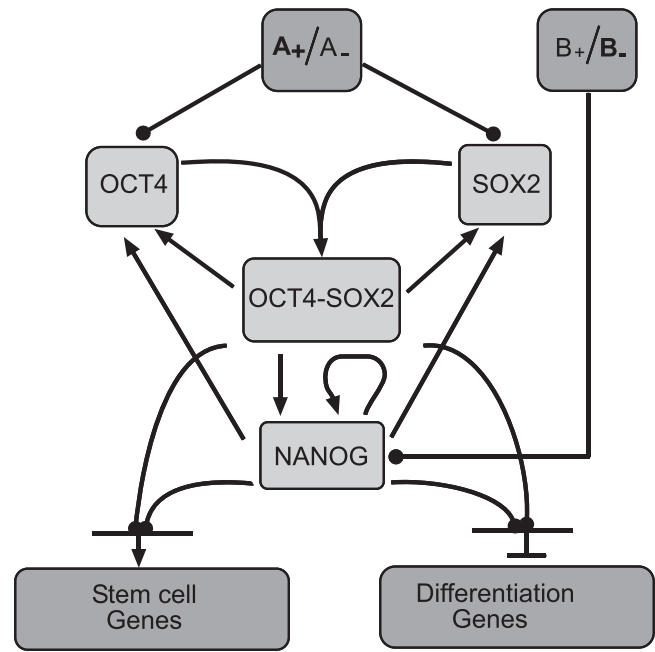 A+/A-
B+/B-
OCT4
SOX2
OCT4-SOX2
NANOG
Stem cell
Genes
Differentiation
Genes